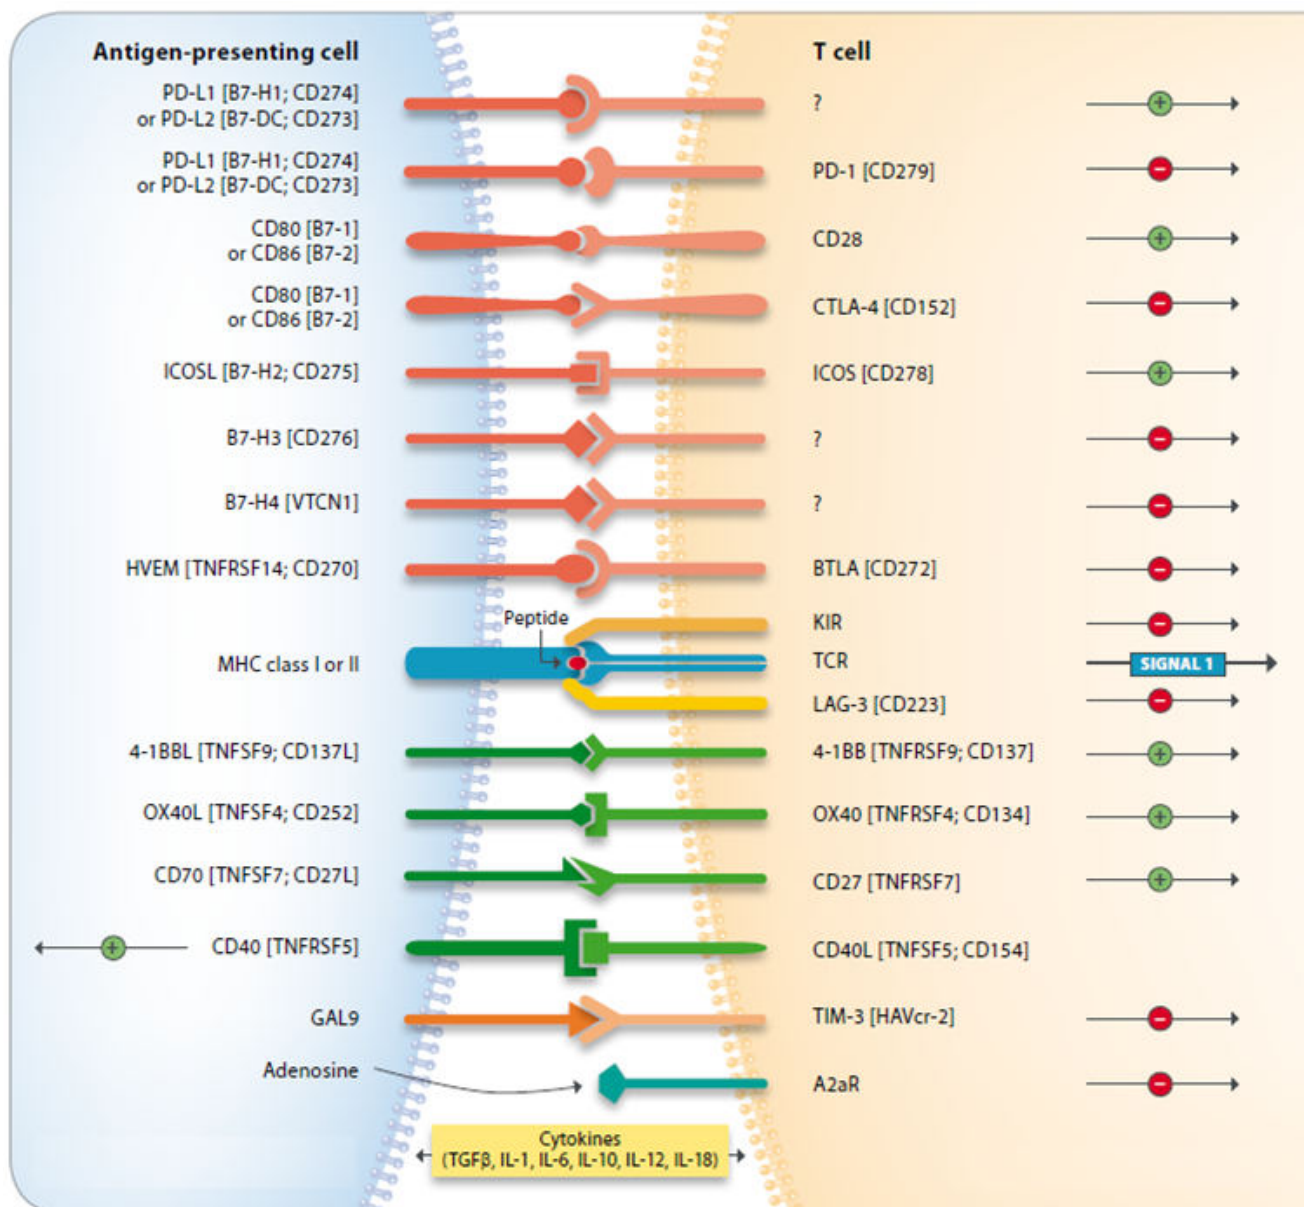 Antigen-presenting cell
T cell
PD-L1 [B7-H1; CD274]
or PD-L2 [B7-DC; CD273]
?
+
PD-L1 [B7-H1; CD274]
or PD-L2 [B7-DC; CD273]
PD-1 [CD279]
–
CD80 [B7-1]
or CD86 [B7-2]
CD28
+
CD80 [B7-1]
or CD86 [B7-2]
CTLA-4 [CD152]
–
ICOSL [B7-H2; CD275]
ICOS [CD278]
+
B7-H3 [CD276]
?
–
B7-H4 [VTCN1]
?
–
HVEM [TNFRSF14; CD270]
BTLA [CD272]
–
Peptide
KIR
–
MHC class I or II
TCR
SIGNAL 1
LAG-3 [CD223]
–
4-1BBL [TNFSF9; CD137L]
4-1BB [TNFRSF9; CD137]
+
OX40L [TNFSF4; CD252]
OX40 [TNFRSF4; CD134]
+
CD70 [TNFSF7; CD27L]
CD27 [TNFRSF7]
+
+
CD40 [TNFRSF5]
CD40L [TNFSF5; CD154]
GAL9
TIM-3 [HAVcr-2]
–
Adenosine
A2aR
–
Cytokines
(TGFβ, IL-1, IL-6, IL-10, IL-12, IL-18)